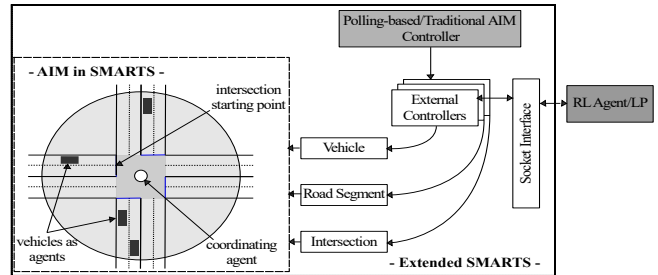 Polling-based/Traditional AIM
Controller
- AIM in SMARTS -
intersection
starting point
External
Controllers
Socket Interface
RL Agent/LP
Vehicle
Road Segment
Intersection
vehicles as
agents
coordinating
agent
- Extended SMARTS -